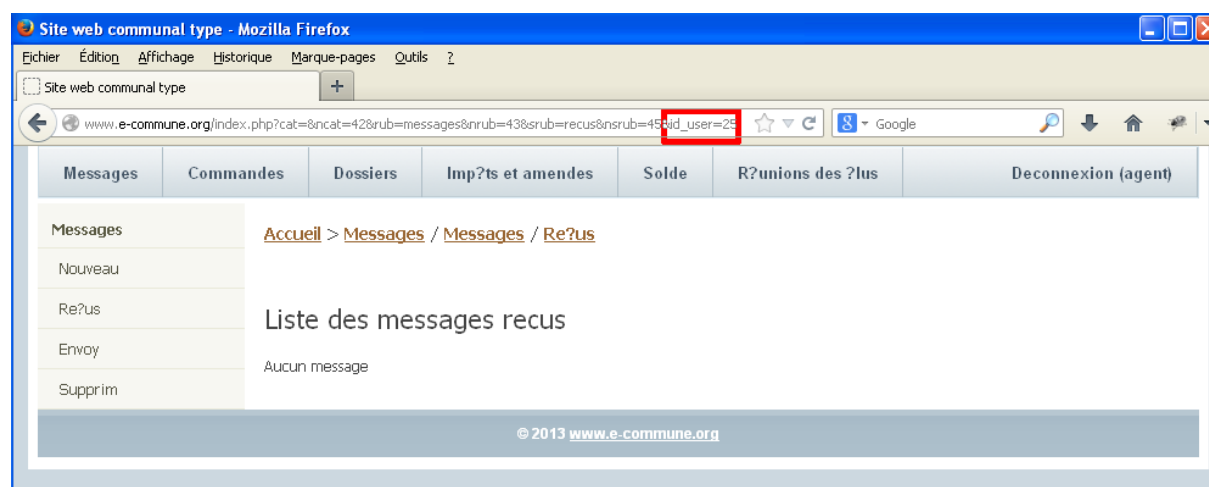 Site web communal type - Mozilla Firefox
Fichier Édition Affichage Historique Marque-pages Outils ?
Site web communal type +
www.e-commune.org/index.php?cat=&ncat=42&rub=messages&nrub=43&srub=recus&nsrub=45&id_user=25 8 Google
Messages Commandes Dossiers Imp?ts et amendes Solde R?unions des ?lus Deconnexion (agent)
Messages
Nouveau
Re?us
Envoy
Supprim
Accueil > Messages / Messages / Re?us
Liste des messages recus
Aucun message
© 2013 www.e-commune.org